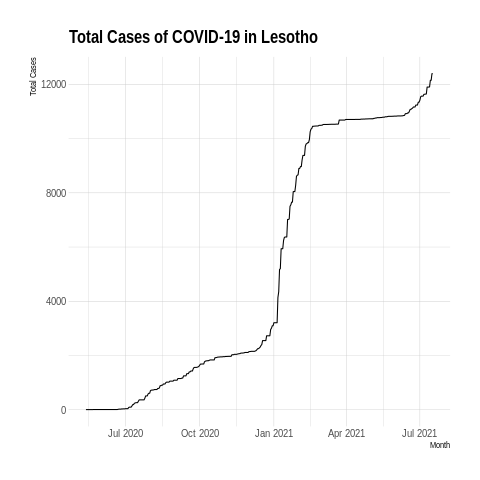 Total Cases of COVID-19 in Lesotho
Total Cases
12000
8000
4000
0
Jul 2020 Oct 2020 Jan 2021 Apr 2021 Jul 2021
Month